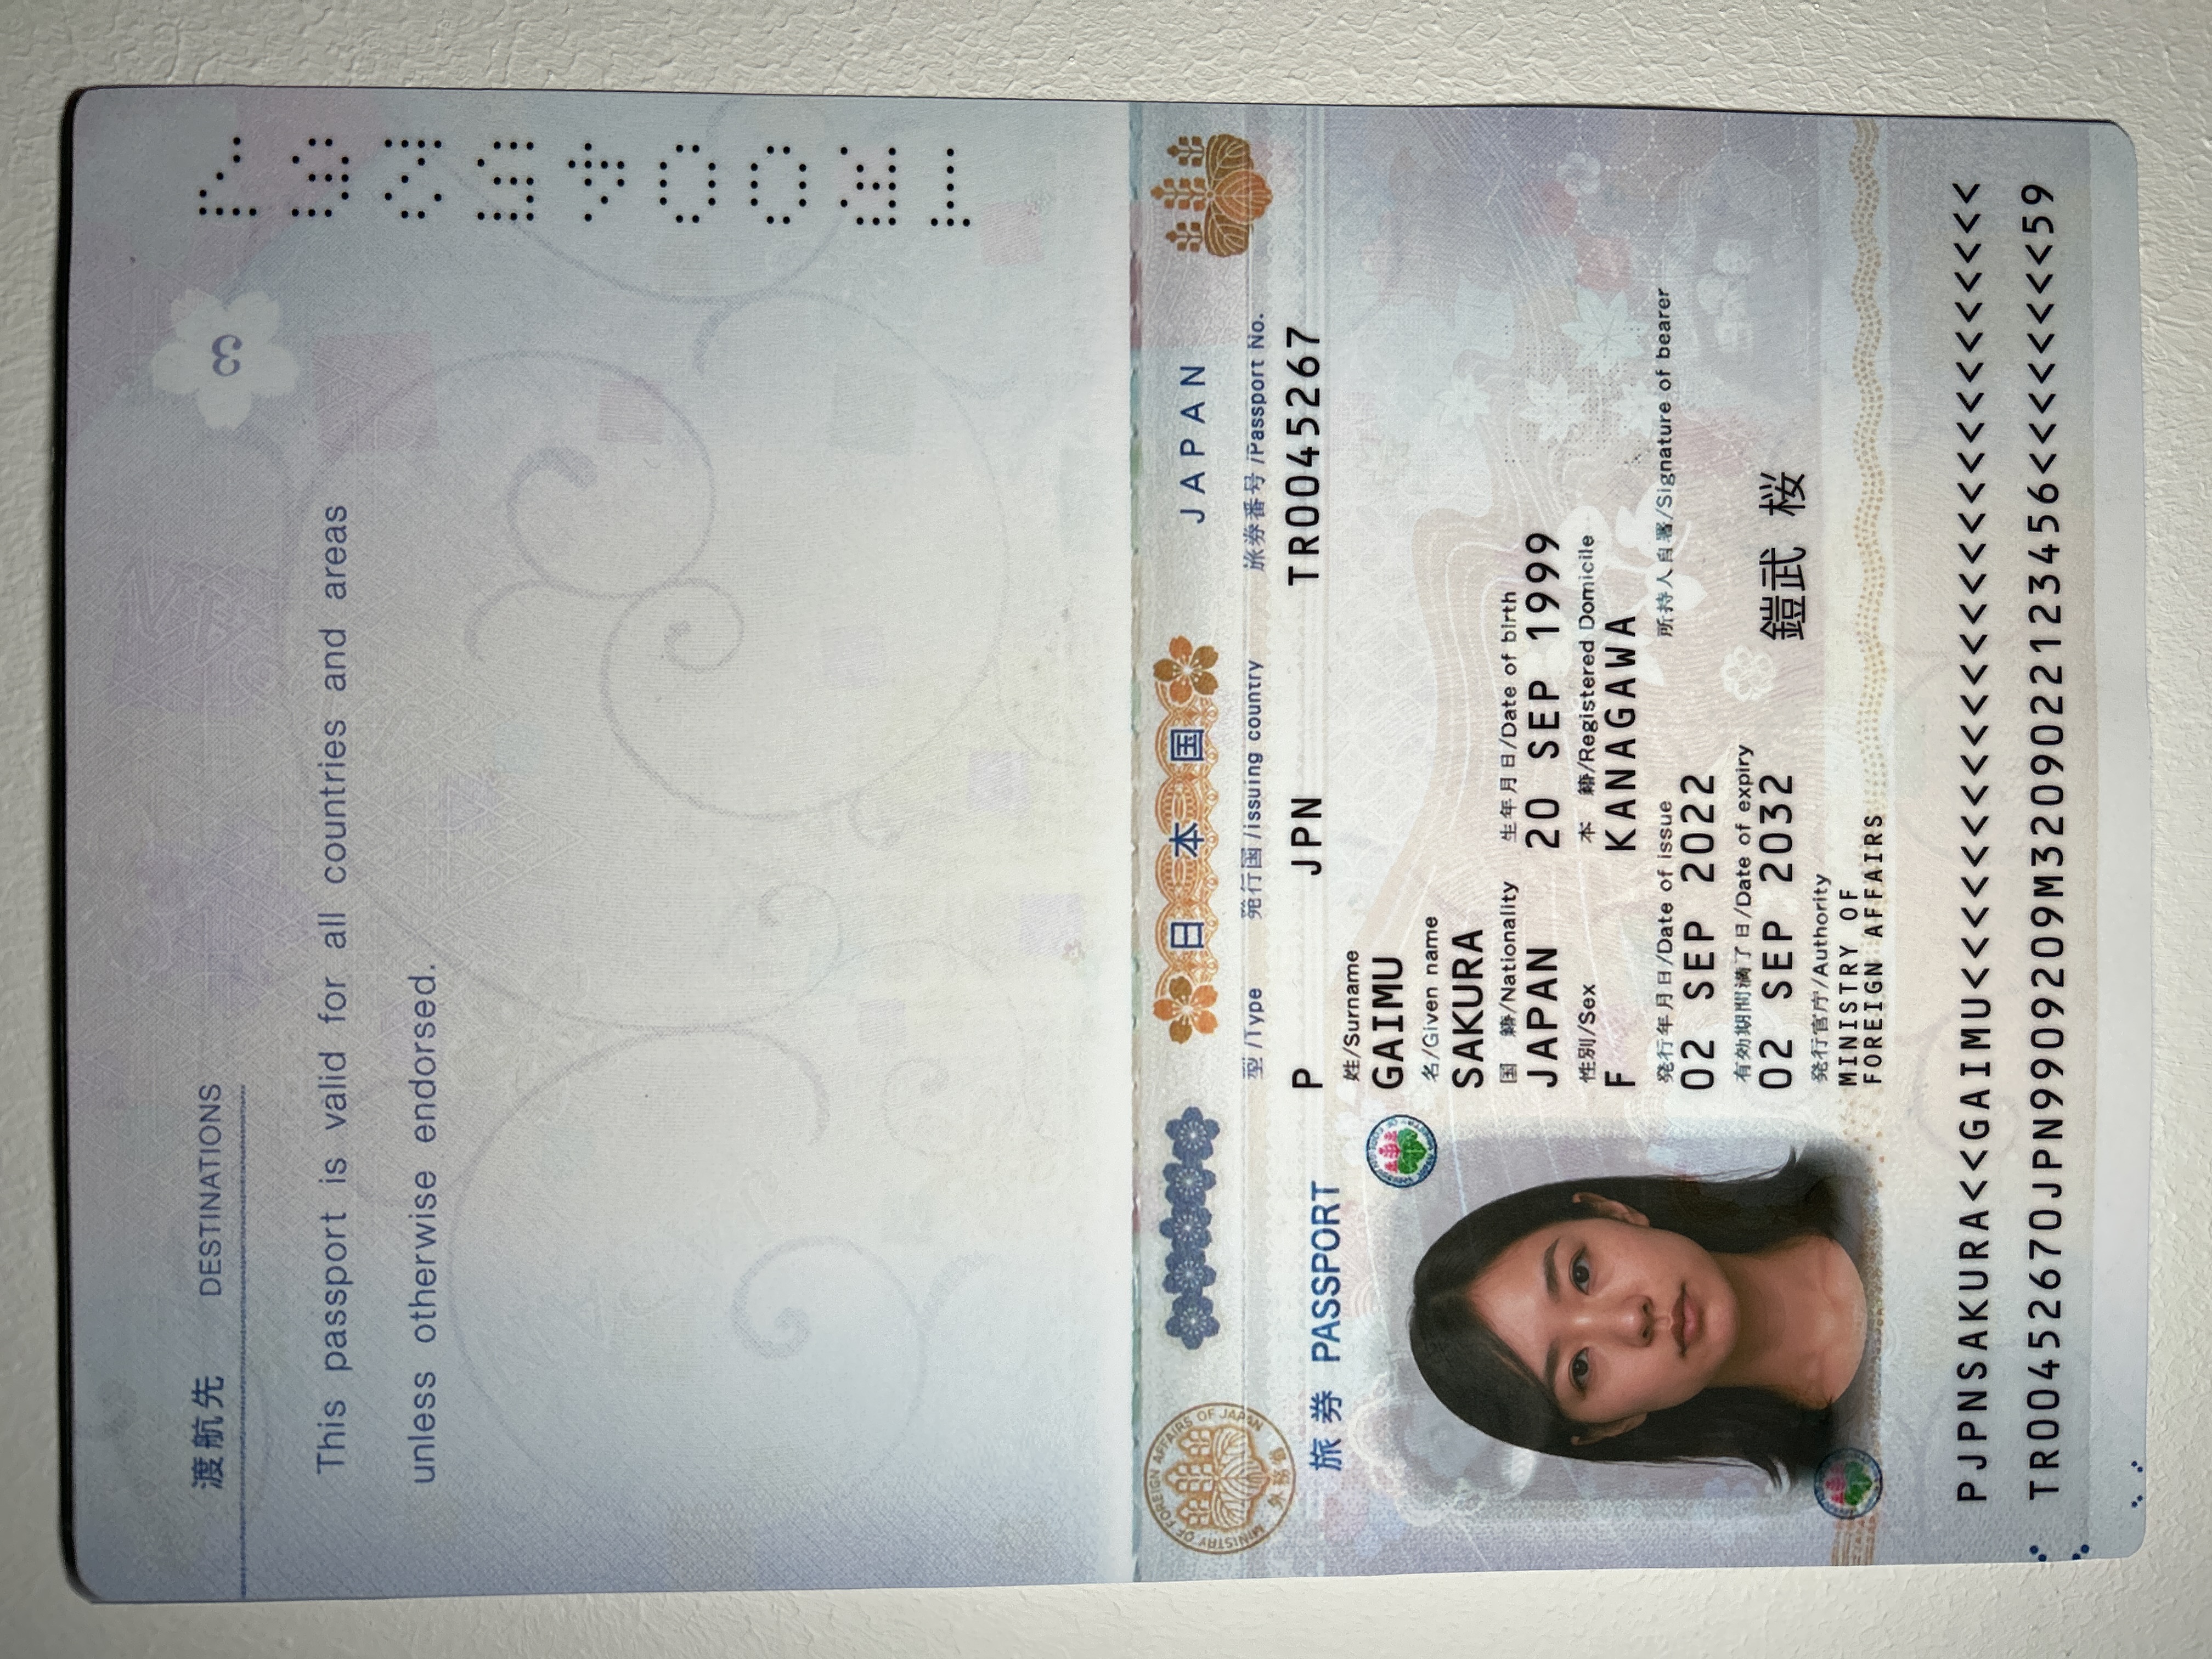 渡航先 DESTINATIONS
3
This passport is valid for all countries and areas
unless otherwise endorsed.
TR0045267
MINISTRY OF FOREIGN AFFAIRS OF JAPAN
外務省
日本国 JAPAN
型/Type 発行国/issuing country 旅券番号/Passport No.
旅券 PASSPORT
P JPN TR0045267
姓/Surname
GAIMU
名/Given name
SAKURA
国 籍/Nationality 生年月日/Date of birth
JAPAN 20 SEP 1999
性別/Sex 本 籍/Registered Domicile
F KANAGAWA
発行年月日/Date of issue 所持人自署/Signature of bearer
02 SEP 2022
有効期間満了日/Date of expiry
02 SEP 2032 鎧武 桜
発行官庁/Authority
MINISTRY OF
FOREIGN AFFAIRS
PJPNSAKURA<<GAIMU<<<<<<<<<<<<<<<<<<<<<<<<<<<
TR00452670JPN9909209M3209022123456<<<<<<<<59